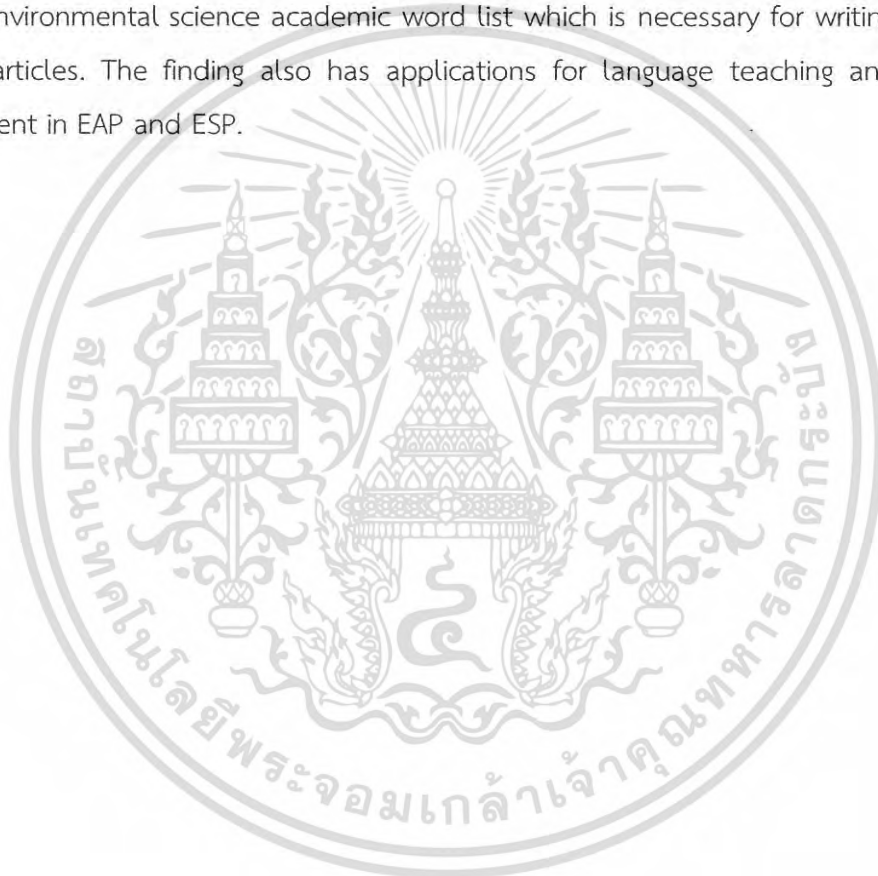 nvironmental science academic word list which is necessary for writin
articles. The finding also has applications for language teaching an
ent in EAP and ESP.
สถาบันเทคโนโลยีพระจอมเกล้าเจ้าคุณทหารลาดกระบัง